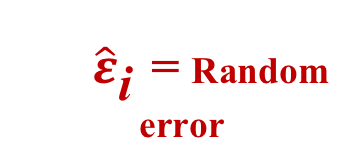 ε̂ᵢ = Random
error